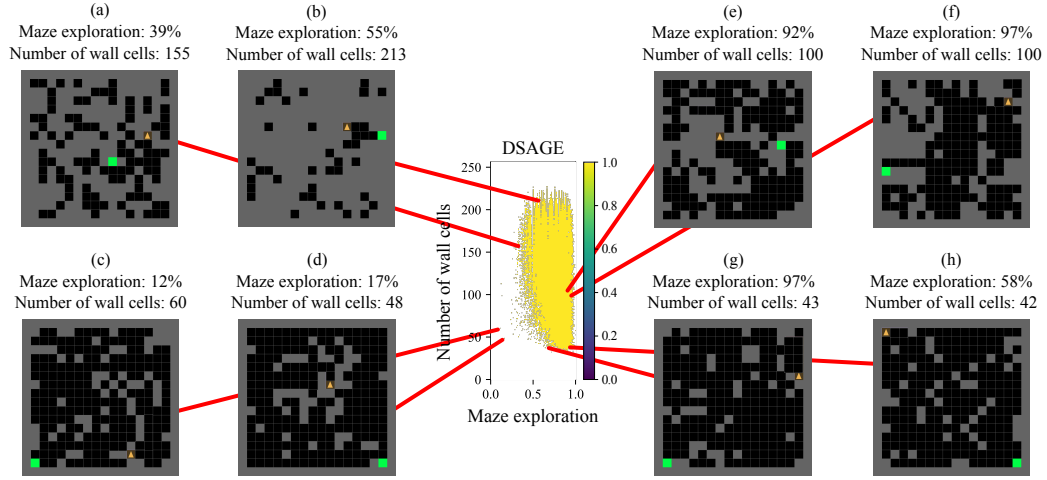 (a)
Maze exploration: 39%
Number of wall cells: 155
(b)
Maze exploration: 55%
Number of wall cells: 213
(e)
Maze exploration: 92%
Number of wall cells: 100
(f)
Maze exploration: 97%
Number of wall cells: 100
DSAGE
250
200
150
100
50
0
Number of wall cells
0.0
0.5
1.0
Maze exploration
1.0
0.8
0.6
0.4
0.2
0.0
(c)
Maze exploration: 12%
Number of wall cells: 60
(d)
Maze exploration: 17%
Number of wall cells: 48
(g)
Maze exploration: 97%
Number of wall cells: 43
(h)
Maze exploration: 58%
Number of wall cells: 42